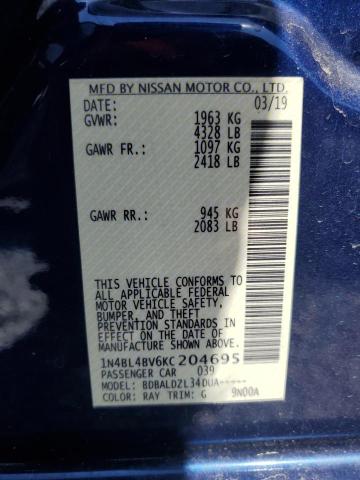 MFD BY NISSAN MOTOR CO., LTD.
DATE: 03/19
GVWR: 1963 KG
4328 LB
GAWR FR.: 1097 KG
2418 LB
GAWR RR.: 945 KG
2083 LB
THIS VEHICLE CONFORMS TO
ALL APPLICABLE FEDERAL
MOTOR VEHICLE SAFETY,
BUMPER, AND THEFT
PREVENTION STANDARDS
IN EFFECT ON THE DATE OF
MANUFACTURE SHOWN ABOVE.
1N4BL4BV6KC204695
PASSENGER CAR 039
MODEL: BDBALDZL34DUA-----
COLOR: RAY TRIM: G 9N00A